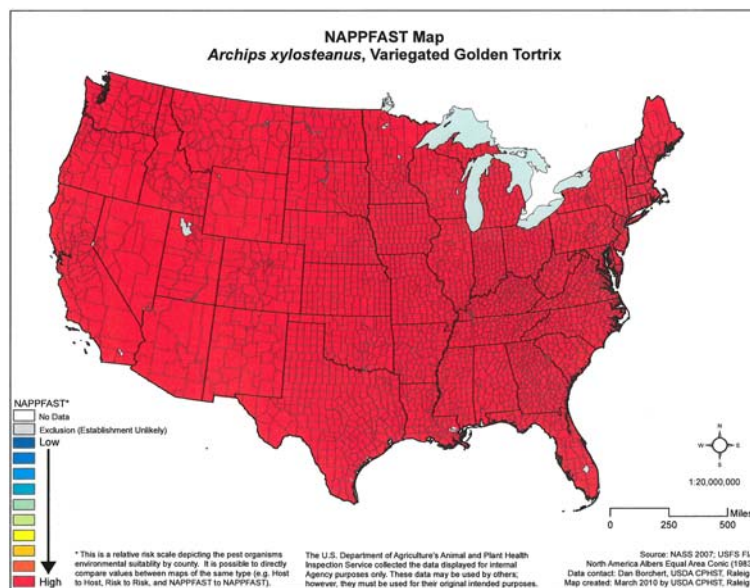 NAPPFAST Map
Archips xylosteanus, Variegated Golden Tortrix
NAPPFAST*
No Data
Exclusion (Establishment Unlikely)
Low
High
* This is a relative risk scale depicting the pest organisms
environmental suitability by county. It is possible to directly
compare values between maps of the same type (e.g. Host
to Host, Risk to Risk, and NAPPFAST to NAPPFAST).
The U.S. Department of Agriculture's Animal and Plant Health
Inspection Service collected the data displayed for internal
Agency purposes only. These data may be used by others;
however, they must be used for their original intended purposes.
N
W E
S
1:20,000,000
0 250 500
Miles
Source: NASS 2007; USFS FI
North America Albers Equal Area Conic (198
Data contact: Dan Borchert, USDA CPHST, Raleig
Map created: March 2010 by USDA CPHST, Raleig